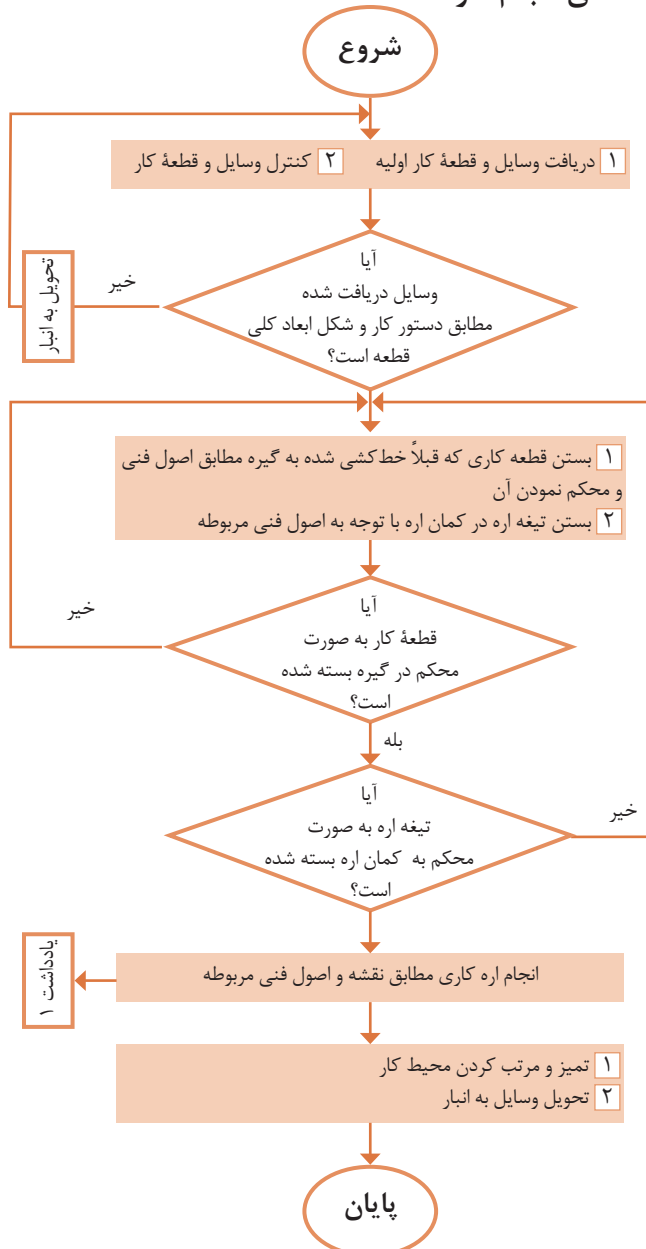 شروع
۱ دریافت وسایل و قطعهٔ کار اولیه ۲ کنترل وسایل و قطعهٔ کار
آیا
وسایل دریافت شده
مطابق دستور کار و شکل ابعاد کلی
قطعه است؟
خیر
تحویل به انبار
۱ بستن قطعه کاری که قبلاً خط‌کشی شده به گیره مطابق اصول فنی
و محکم نمودن آن
۲ بستن تیغه اره در کمان اره با توجه به اصول فنی مربوطه
آیا
قطعهٔ کار به صورت
محکم در گیره بسته شده
است؟
خیر
بله
آیا
تیغه اره به صورت
محکم به کمان اره بسته شده
است؟
خیر
انجام اره کاری مطابق نقشه و اصول فنی مربوطه
یادداشت ۱
۱ تمیز و مرتب کردن محیط کار
۲ تحویل وسایل به انبار
پایان